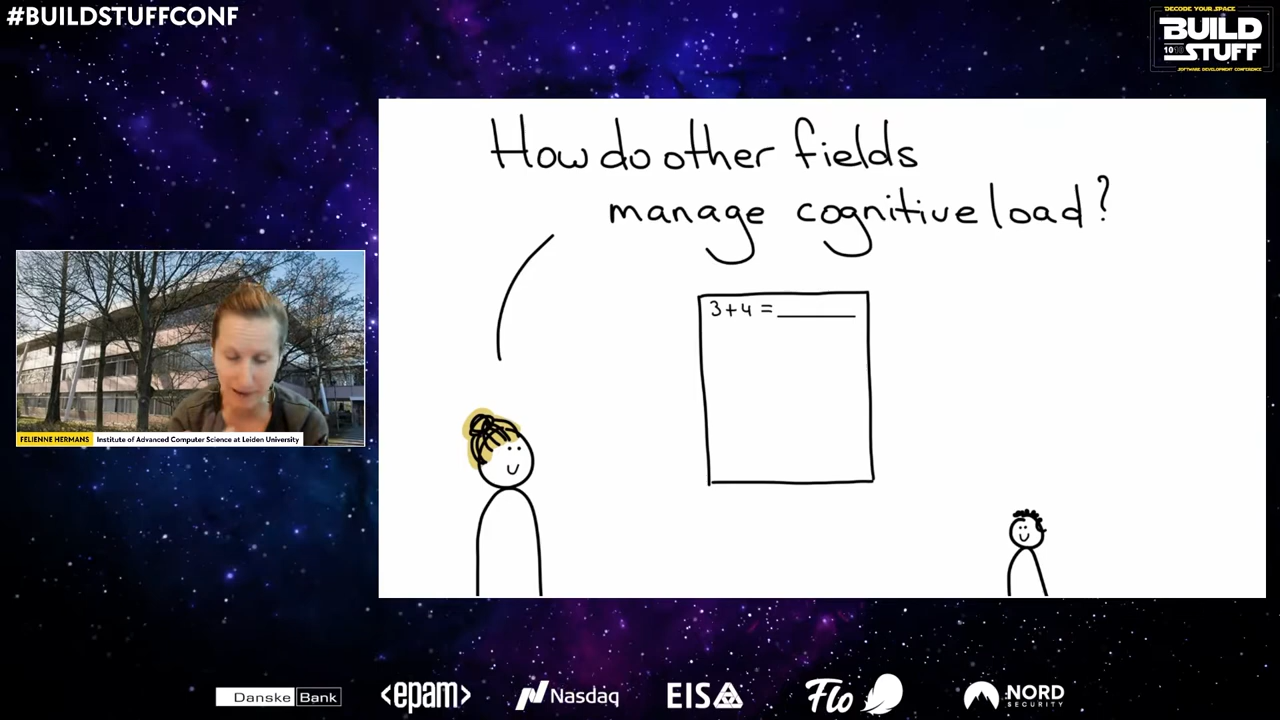 #BUILDSTUFFCONF
DECODE YOUR SPACE
BUILD
STUFF
SOFTWARE DEVELOPMENT CONFERENCE
How do other fields
manage cognitive load?
3+4 = ________
FELIENNE HERMANS Institute of Advanced Computer Science at Leiden University
Danske Bank
<epam>
Nasdaq
EIS
Flo
NORD
SECURITY